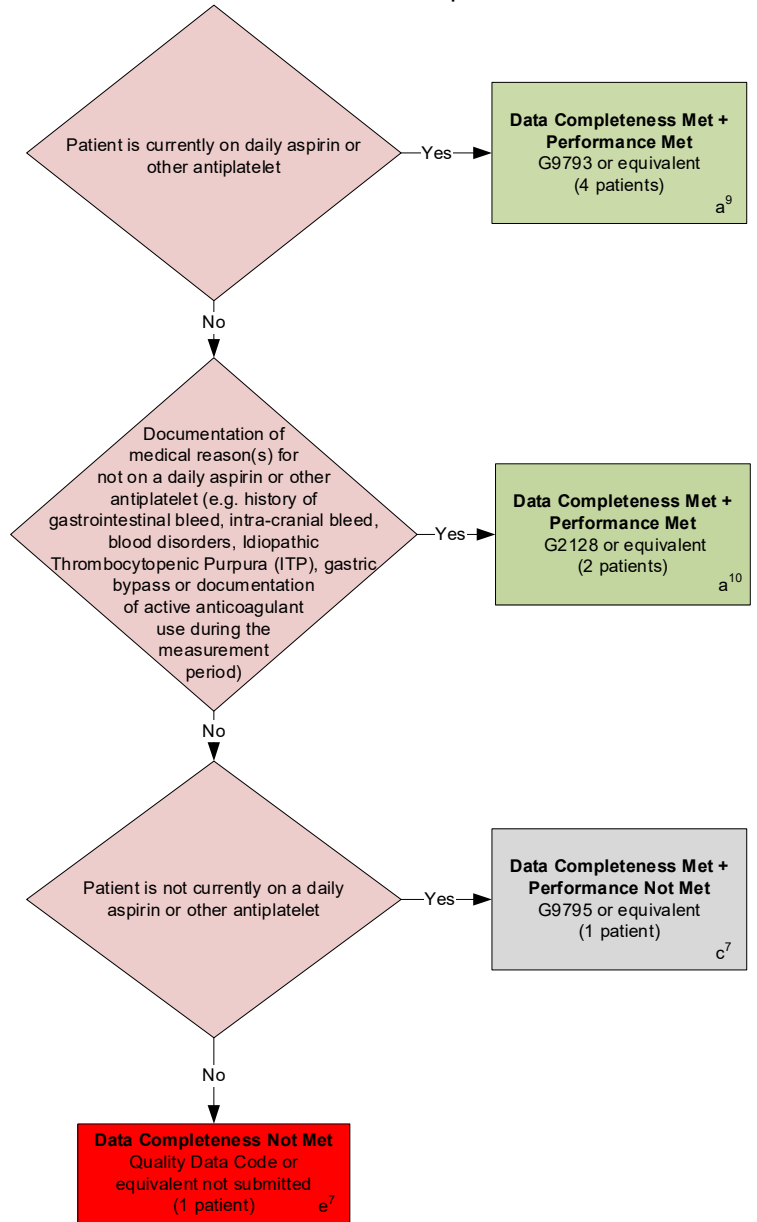 Patient is currently on daily aspirin or
other antiplatelet
Yes
Data Completeness Met +
Performance Met
G9793 or equivalent
(4 patients)
a⁹
No
Documentation of
medical reason(s) for
not on a daily aspirin or other
antiplatelet (e.g. history of
gastrointestinal bleed, intra-cranial bleed,
blood disorders, Idiopathic
Thrombocytopenic Purpura (ITP), gastric
bypass or documentation
of active anticoagulant
use during the
measurement
period)
Yes
Data Completeness Met +
Performance Met
G2128 or equivalent
(2 patients)
a¹⁰
No
Patient is not currently on a daily
aspirin or other antiplatelet
Yes
Data Completeness Met +
Performance Not Met
G9795 or equivalent
(1 patient)
c⁷
No
Data Completeness Not Met
Quality Data Code or
equivalent not submitted
(1 patient)
e⁷